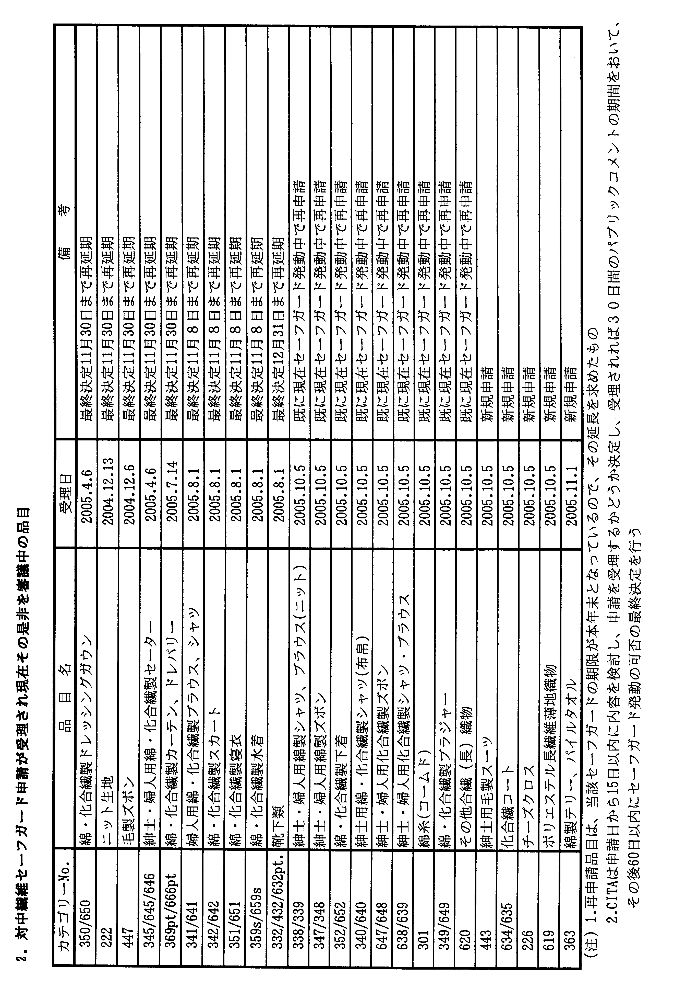 2. 対中繊維セーフガード申請が受理され現在その是非を審議中の品目
カテゴリーNo. 品目名 受理日 備考
350/650 綿・化合繊製ドレッシングガウン 2005.4.6 最終決定11月30日まで再延期
222 ニット生地 2004.12.13 最終決定11月30日まで再延期
447 毛製ズボン 2004.12.6 最終決定11月30日まで再延期
345/645/646 紳士・婦人用綿・化合繊製セーター 2005.4.6 最終決定11月30日まで再延期
369pt/666pt 綿・化合繊製カーテン、ドレパリー 2005.7.14 最終決定11月30日まで再延期
341/641 婦人用綿・化合繊製ブラウス、シャツ 2005.8.1 最終決定11月8日まで再延期
342/642 綿・化合繊製スカート 2005.8.1 最終決定11月8日まで再延期
351/651 綿・化合繊製寝衣 2005.8.1 最終決定11月8日まで再延期
359s/659s 綿・化合繊製水着 2005.8.1 最終決定11月8日まで再延期
332/432/632pt. 靴下類 2005.8.1 最終決定12月31日まで再延期
338/339 紳士・婦人用綿製シャツ、ブラウス(ニット) 2005.10.5 既に現在セーフガード発動中で再申請
347/348 紳士・婦人用綿製ズボン 2005.10.5 既に現在セーフガード発動中で再申請
352/652 綿・化合繊製下着 2005.10.5 既に現在セーフガード発動中で再申請
340/640 紳士用綿・化合繊製シャツ(布帛) 2005.10.5 既に現在セーフガード発動中で再申請
647/648 紳士・婦人用化合繊製ズボン 2005.10.5 既に現在セーフガード発動中で再申請
638/639 紳士・婦人用化合繊製シャツ・ブラウス 2005.10.5 既に現在セーフガード発動中で再申請
301 綿糸(コームド) 2005.10.5 既に現在セーフガード発動中で再申請
349/649 綿・化合繊製ブラジャー 2005.10.5 既に現在セーフガード発動中で再申請
620 その他合繊（長）織物 2005.10.5 既に現在セーフガード発動中で再申請
443 紳士用毛製スーツ 2005.10.5 新規申請
634/635 化合繊コート 2005.10.5 新規申請
226 チーズクロス 2005.10.5 新規申請
619 ポリエステル長繊維薄地織物 2005.10.5 新規申請
363 綿製テリー、パイルタオル 2005.11.1 新規申請
(注) 1.再申請品目は、当該セーフガードの期限が本年末となっているので、その延長を求めたもの
2.CITAは申請日から15日以内に内容を検討し、申請を受理するかどうか決定し、受理されれば３０日間のパブリックコメントの期間をおいて、
その後60日以内にセーフガード発動の可否の最終決定を行う